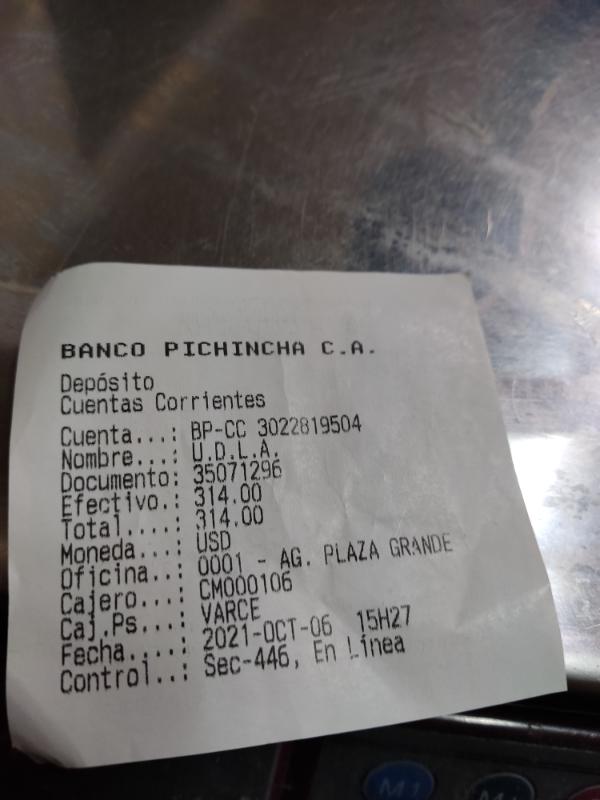 BANCO PICHINCHA C.A.
Depósito
Cuentas Corrientes
Cuenta...: BP-CC 3022819504
Nombre...: U.D.L.A.
Documento: 35071296
Efectivo.: 314.00
Total....: 314.00
Moneda...: USD
Oficina..: 0001 - AG. PLAZA GRANDE
Cajero...: CM000106
Caj.Ps...: VARCE
Fecha....: 2021-OCT-06 15H27
Control..: Sec-446, En Línea
M1